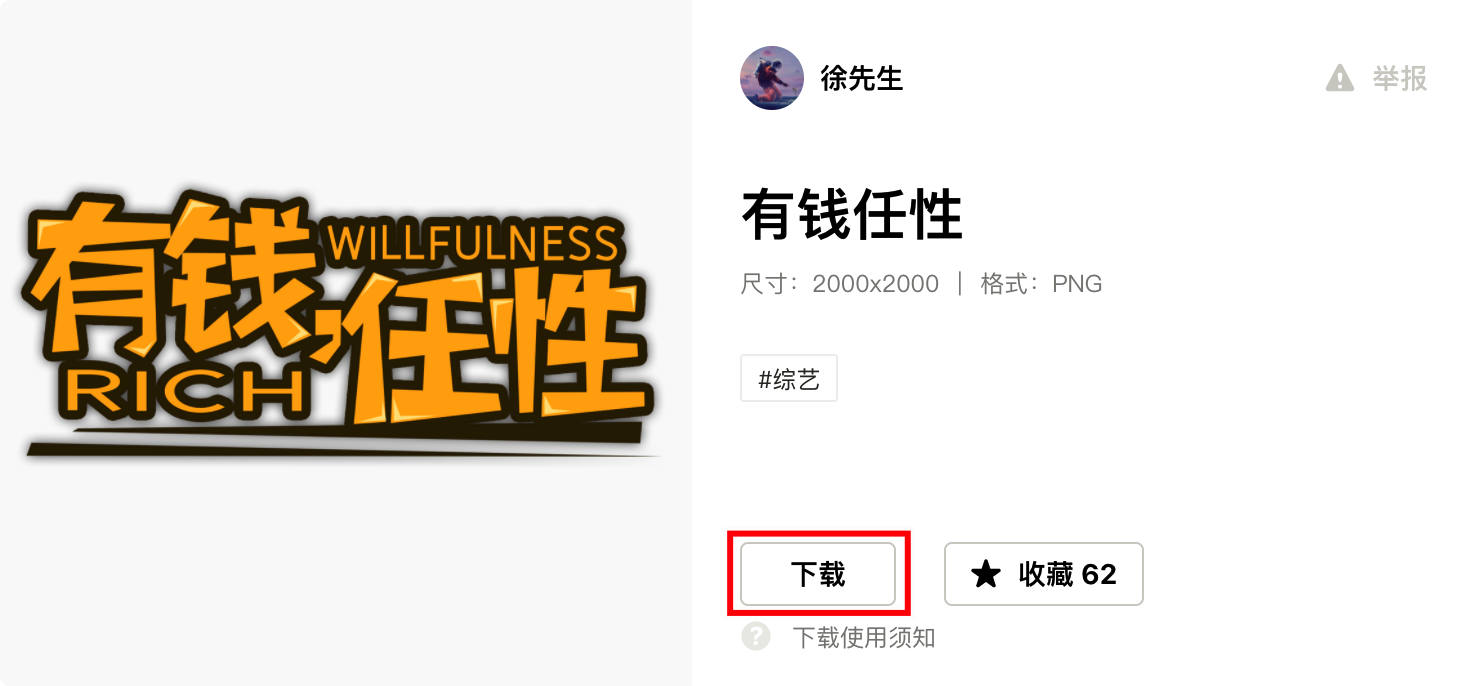 有钱,任性
WILLFULNESS
RICH
徐先生
举报
有钱任性
尺寸：2000x2000 | 格式：PNG
#综艺
下载
收藏 62
下载使用须知